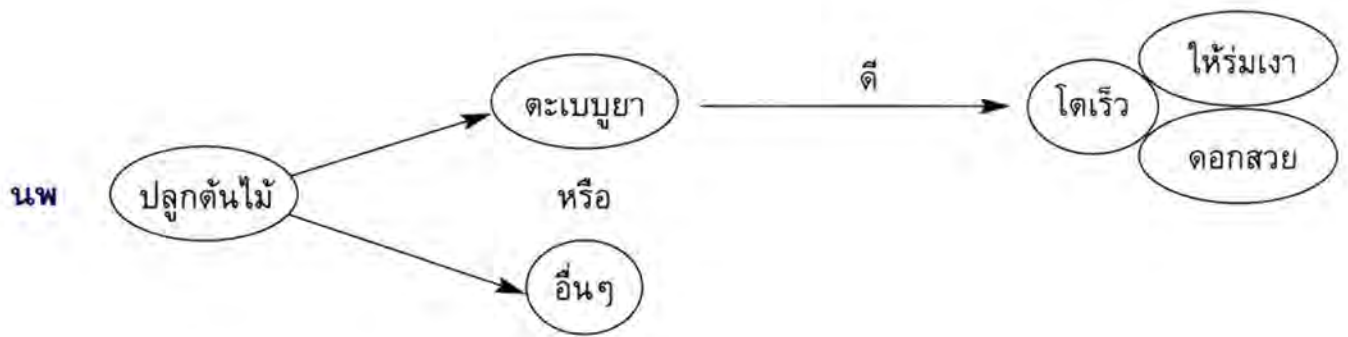 ให้ร่มเงา
ดี
ตะเบบูยา
โตเร็ว
ดอกสวย
นพ
ปลูกต้นไม้
หรือ
อื่นๆ